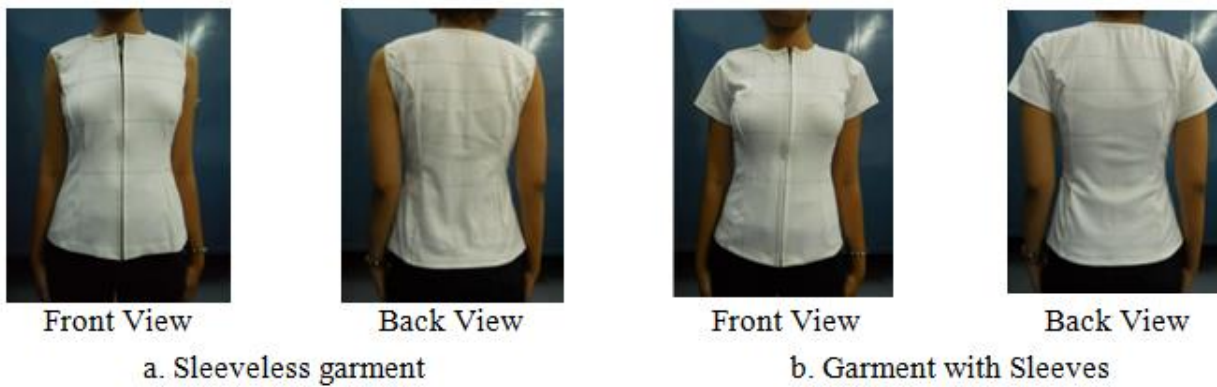 Front View
Back View
Front View
Back View
a. Sleeveless garment
b. Garment with Sleeves